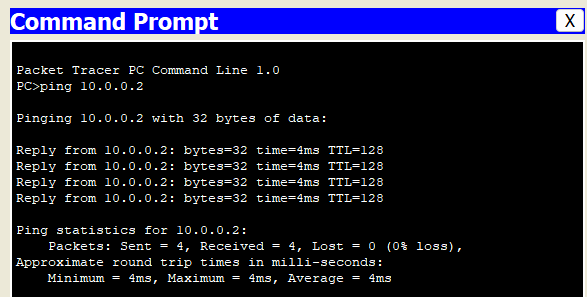 Command Prompt X
Packet Tracer PC Command Line 1.0
PC>ping 10.0.0.2
Pinging 10.0.0.2 with 32 bytes of data:
Reply from 10.0.0.2: bytes=32 time=4ms TTL=128
Reply from 10.0.0.2: bytes=32 time=4ms TTL=128
Reply from 10.0.0.2: bytes=32 time=4ms TTL=128
Reply from 10.0.0.2: bytes=32 time=4ms TTL=128
Ping statistics for 10.0.0.2:
Packets: Sent = 4, Received = 4, Lost = 0 (0% loss),
Approximate round trip times in milli-seconds:
Minimum = 4ms, Maximum = 4ms, Average = 4ms